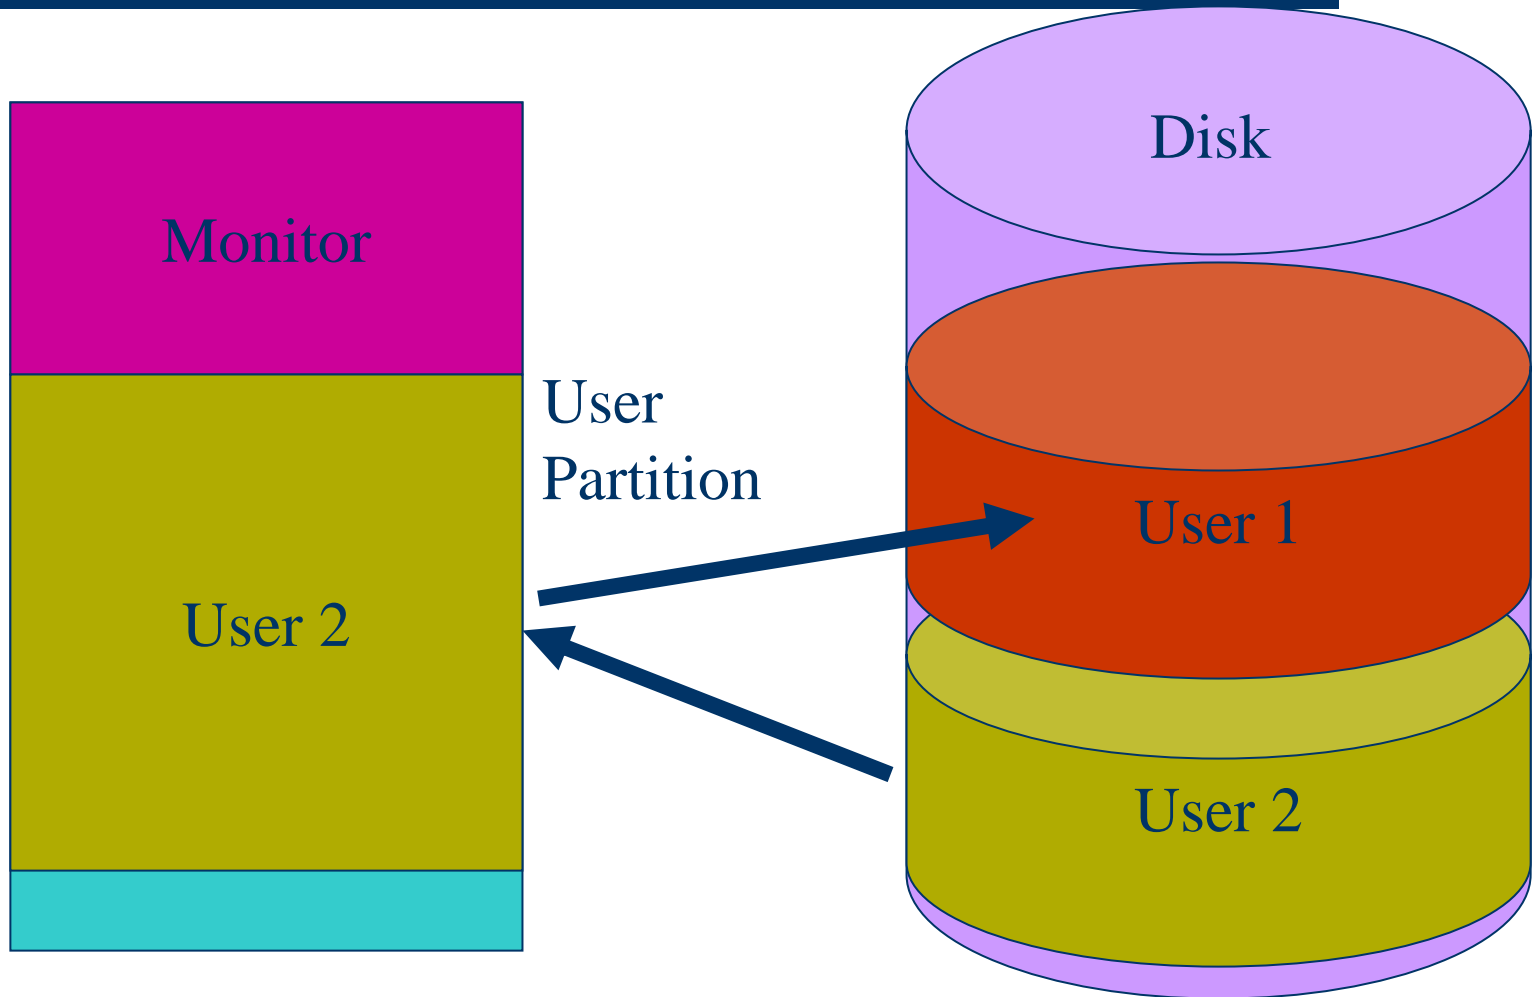 Disk
Monitor
User
Partition
User 1
User 2
User 2